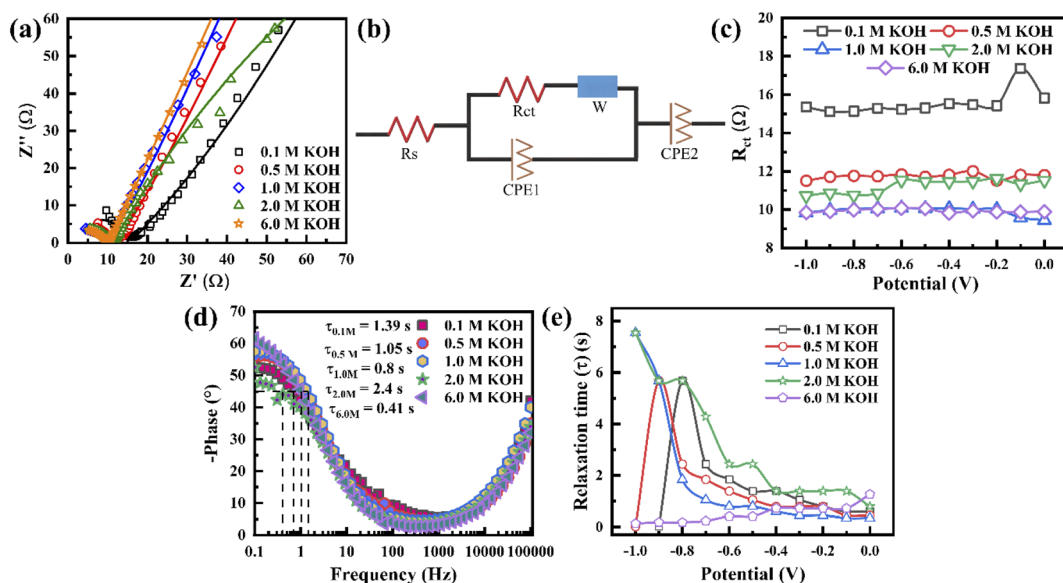 (a)
60
50
40
30
20
10
0
Z'' (Ω)
0 10 20 30 40 50 60 70
Z' (Ω)
0.1 M KOH
0.5 M KOH
1.0 M KOH
2.0 M KOH
6.0 M KOH
(b)
Rs
Rct
W
CPE1
CPE2
(c)
20
18
16
14
12
10
8
Rct (Ω)
0.1 M KOH 0.5 M KOH
1.0 M KOH 2.0 M KOH
6.0 M KOH
-1.0 -0.8 -0.6 -0.4 -0.2 0.0
Potential (V)
(d)
70
60
50
40
30
20
10
0
-Phase (°)
τ0.1M = 1.39 s
τ0.5 M = 1.05 s
τ1.0M = 0.8 s
τ2.0M = 2.4 s
τ6.0M = 0.41 s
0.1 M KOH
0.5 M KOH
1.0 M KOH
2.0 M KOH
6.0 M KOH
0.1 1 10 100 1000 10000 100000
Frequency (Hz)
(e)
8
6
4
2
0
Relaxation time (τ) (s)
0.1 M KOH
0.5 M KOH
1.0 M KOH
2.0 M KOH
6.0 M KOH
-1.0 -0.8 -0.6 -0.4 -0.2 0.0
Potential (V)